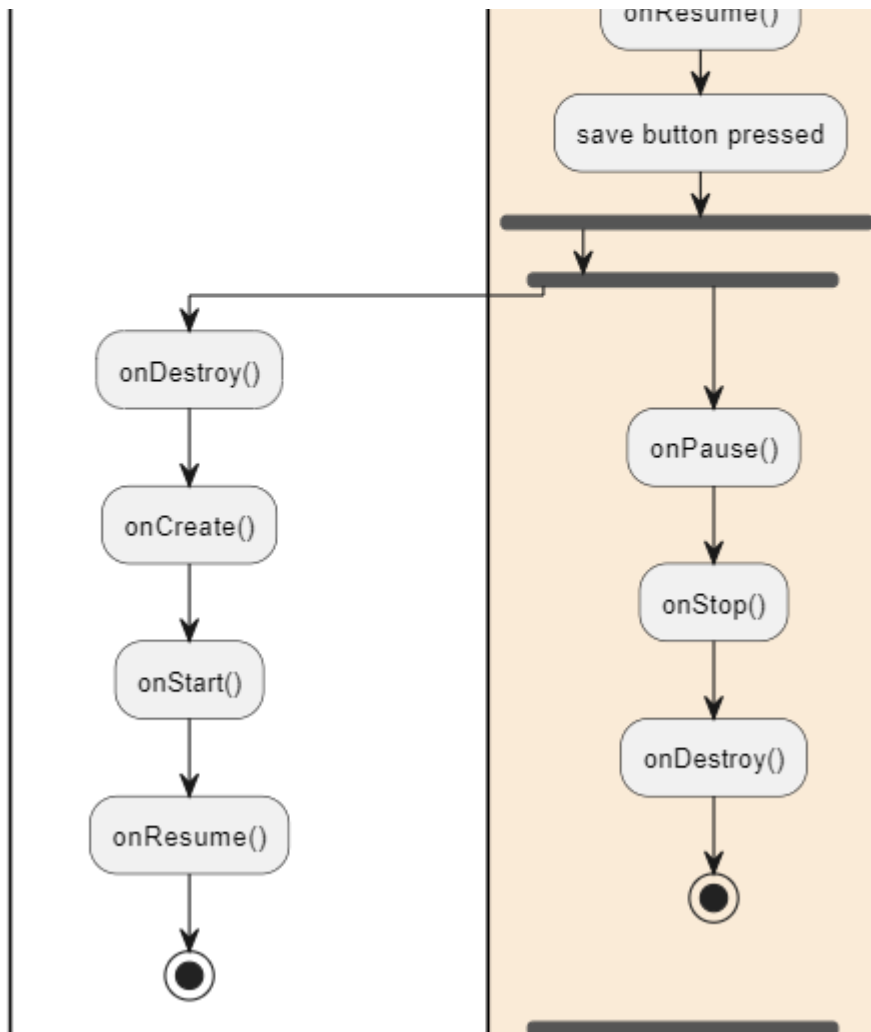 onResume()
save button pressed
onDestroy()
onCreate()
onStart()
onResume()
onPause()
onStop()
onDestroy()